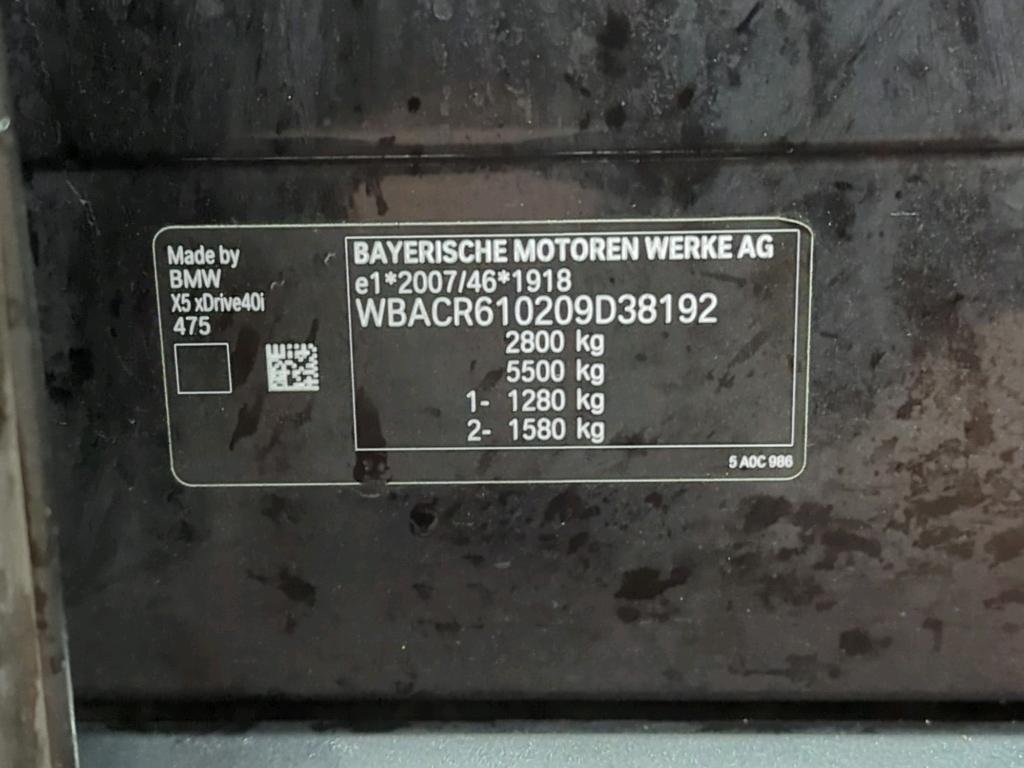 Made by
BMW
X5 xDrive40i
475
BAYERISCHE MOTOREN WERKE AG
e1*2007/46*1918
WBACR610209D38192
2800 kg
5500 kg
1- 1280 kg
2- 1580 kg
5 A0C 986